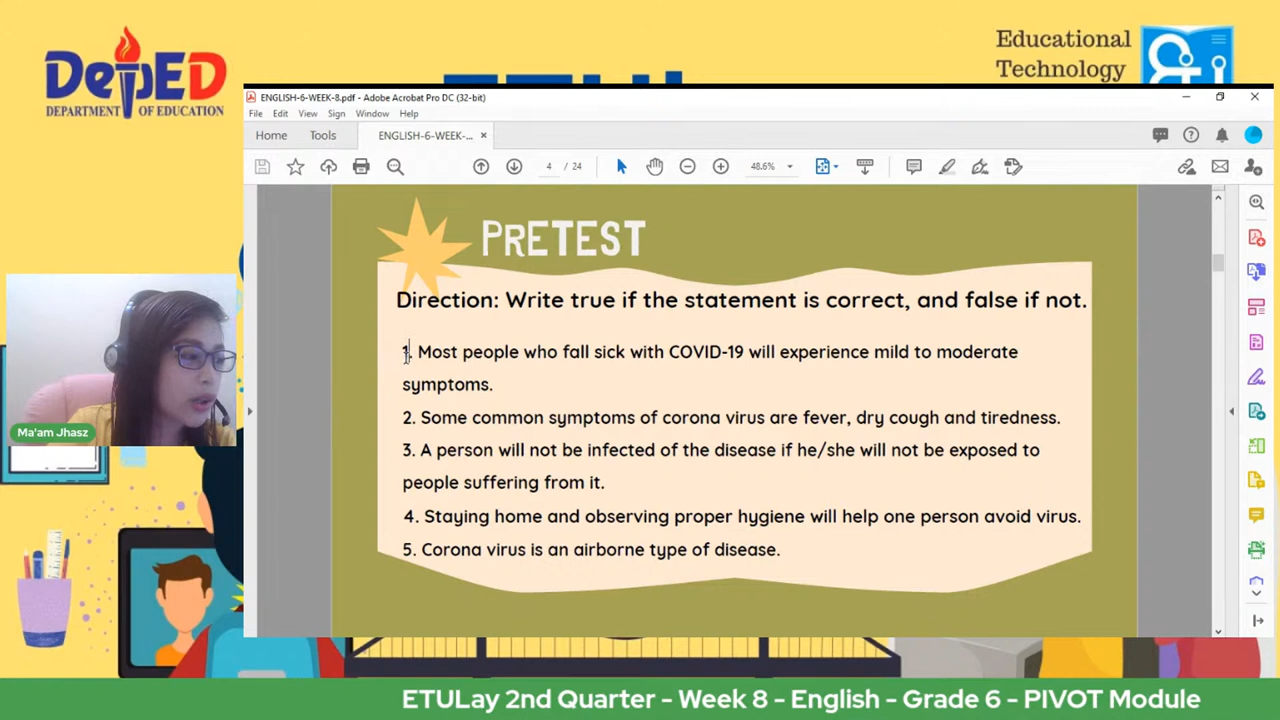 DepED
DEPARTMENT OF EDUCATION
Educational
Technology
ENGLISH-6-WEEK-8.pdf - Adobe Acrobat Pro DC (32-bit)
File Edit View Sign Window Help
Home Tools ENGLISH-6-WEEK-... ×
4 / 24 48.6%
PRETEST
Direction: Write true if the statement is correct, and false if not.
1. Most people who fall sick with COVID-19 will experience mild to moderate
symptoms.
2. Some common symptoms of corona virus are fever, dry cough and tiredness.
3. A person will not be infected of the disease if he/she will not be exposed to
people suffering from it.
4. Staying home and observing proper hygiene will help one person avoid virus.
5. Corona virus is an airborne type of disease.
Ma'am Jhasz
ETULay 2nd Quarter - Week 8 - English - Grade 6 - PIVOT Module